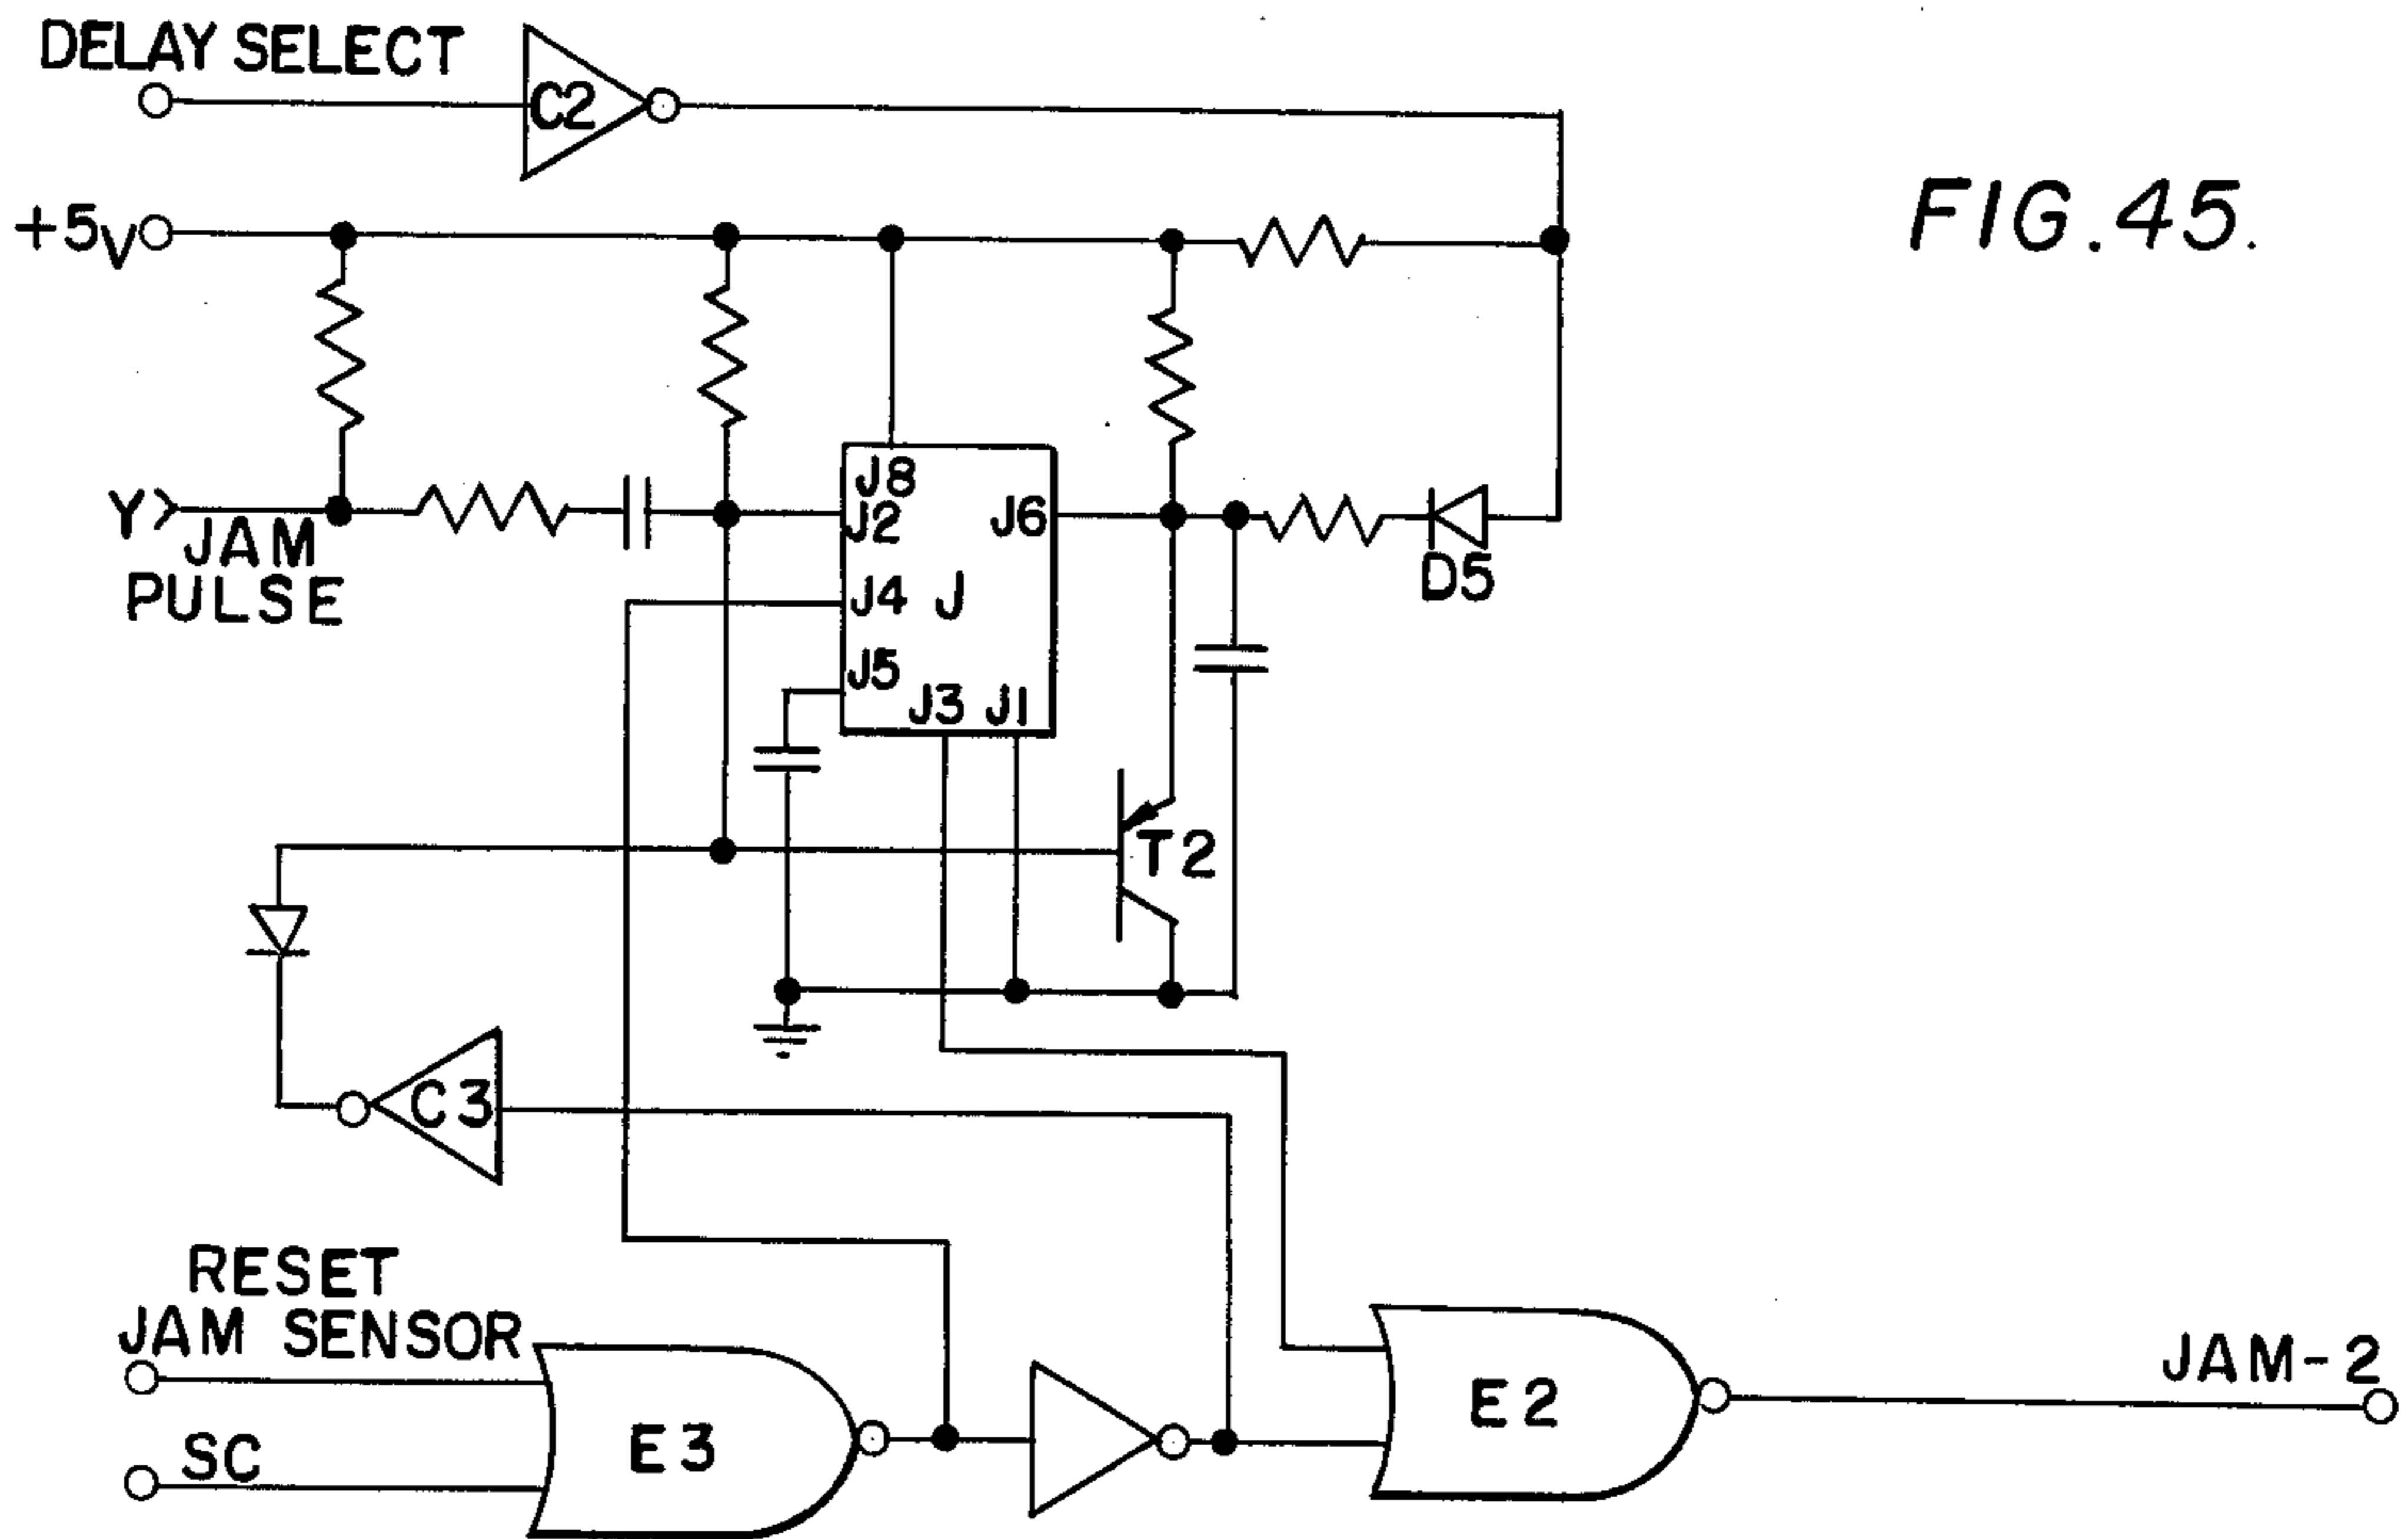 DELAY SELECT
C2
+5V
FIG. 45.
Y
JAM
PULSE
J8
J2
J6
J4
J
J5
J3
J1
D5
T2
C3
RESET
JAM SENSOR
SC
E3
E2
JAM-2